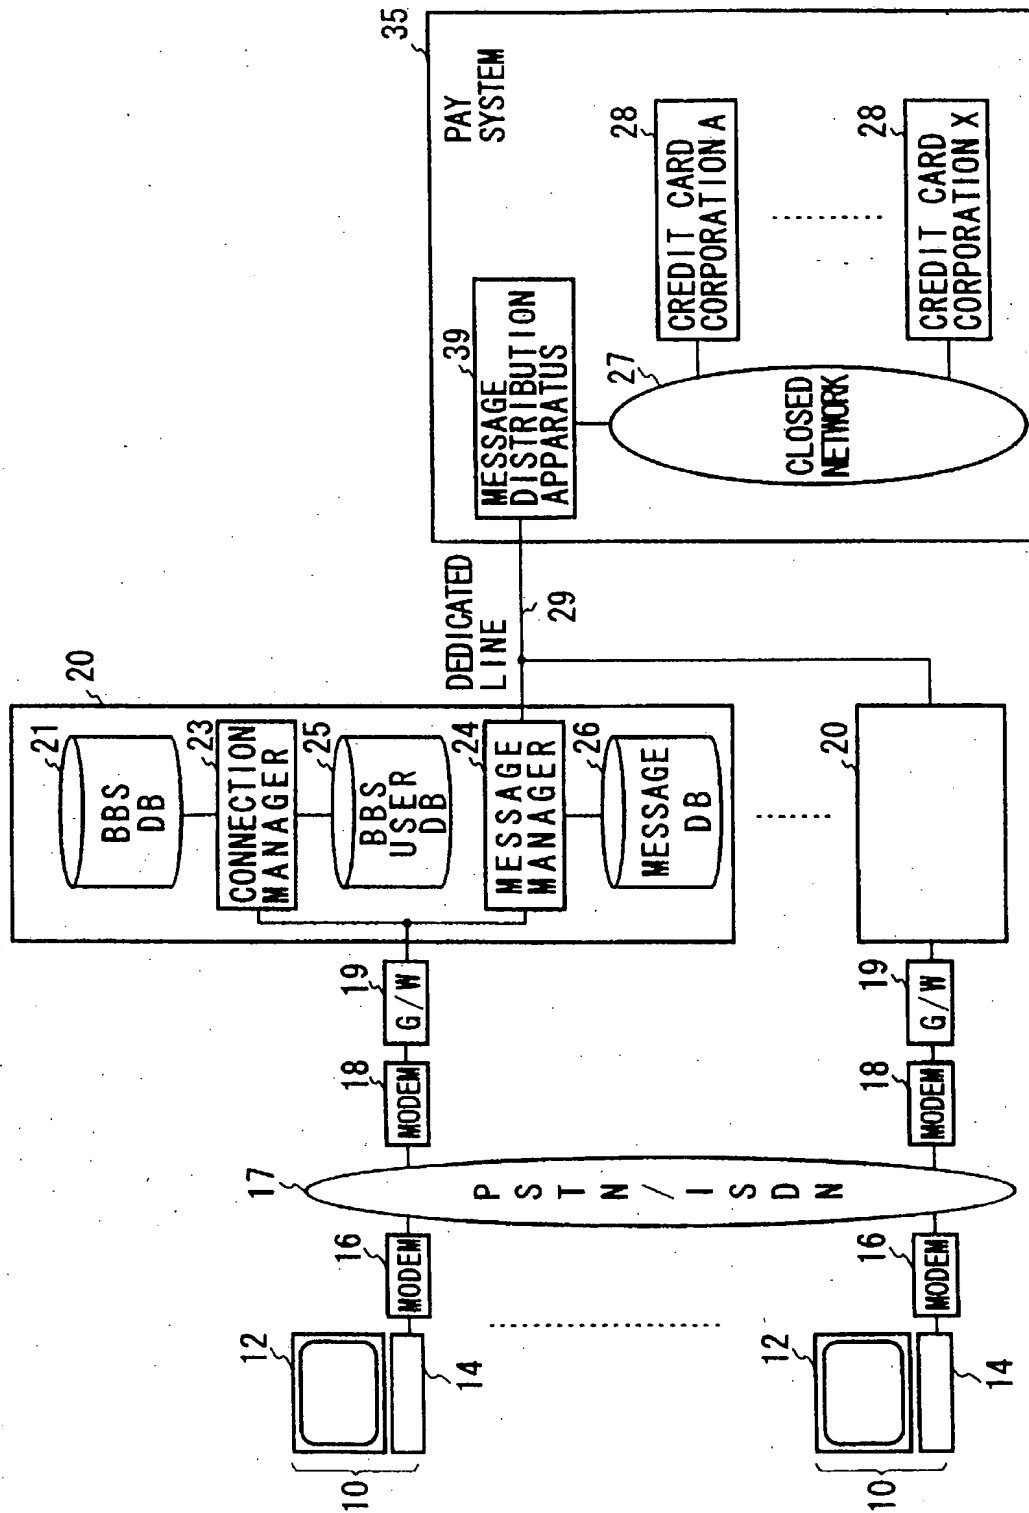 10
12
14
16
MODEM
17
PSTN/ISDN
18
MODEM
19
G/W
20
21
BBS
DB
23
CONNECTION
MANAGER
25
BBS
USER
DB
24
MESSAGE
MANAGER
26
MESSAGE
DB
DEDICATED
LINE
29
35
PAY
SYSTEM
39
MESSAGE
DISTRIBUTION
APPARATUS
27
CLOSED
NETWORK
28
CREDIT CARD
CORPORATION A
28
CREDIT CARD
CORPORATION X
10
12
14
16
MODEM
18
MODEM
19
G/W
20